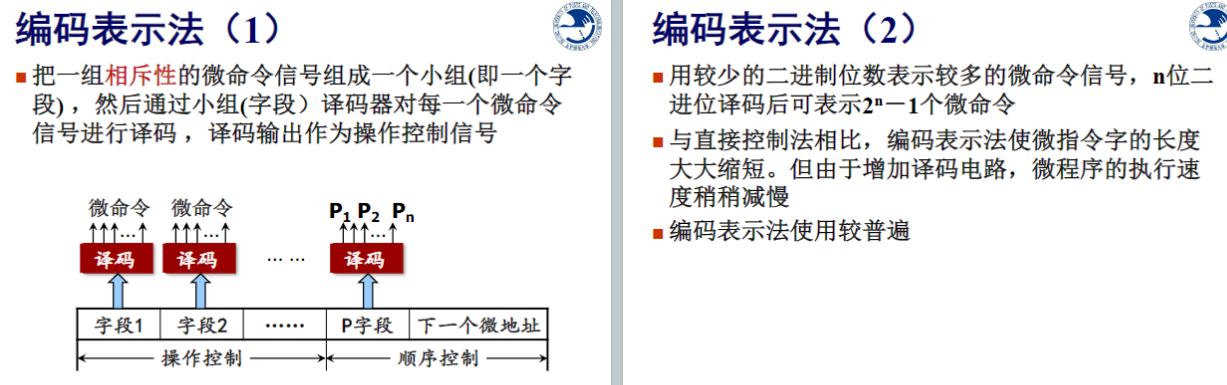 编码表示法（1）
■ 把一组相斥性的微命令信号组成一个小组(即一个字
段)，然后通过小组(字段）译码器对每一个微命令
信号进行译码，译码输出作为操作控制信号
微命令 微命令 P1 P2 Pn
... ... ...
译码 译码 …… 译码
字段1 字段2 …… P字段 下一个微地址
操作控制 顺序控制
编码表示法（2）
■ 用较少的二进制位数表示较多的微命令信号，n位二
进位译码后可表示2ⁿ－1个微命令
■ 与直接控制法相比，编码表示法使微指令字的长度
大大缩短。但由于增加译码电路，微程序的执行速
度稍稍减慢
■ 编码表示法使用较普遍